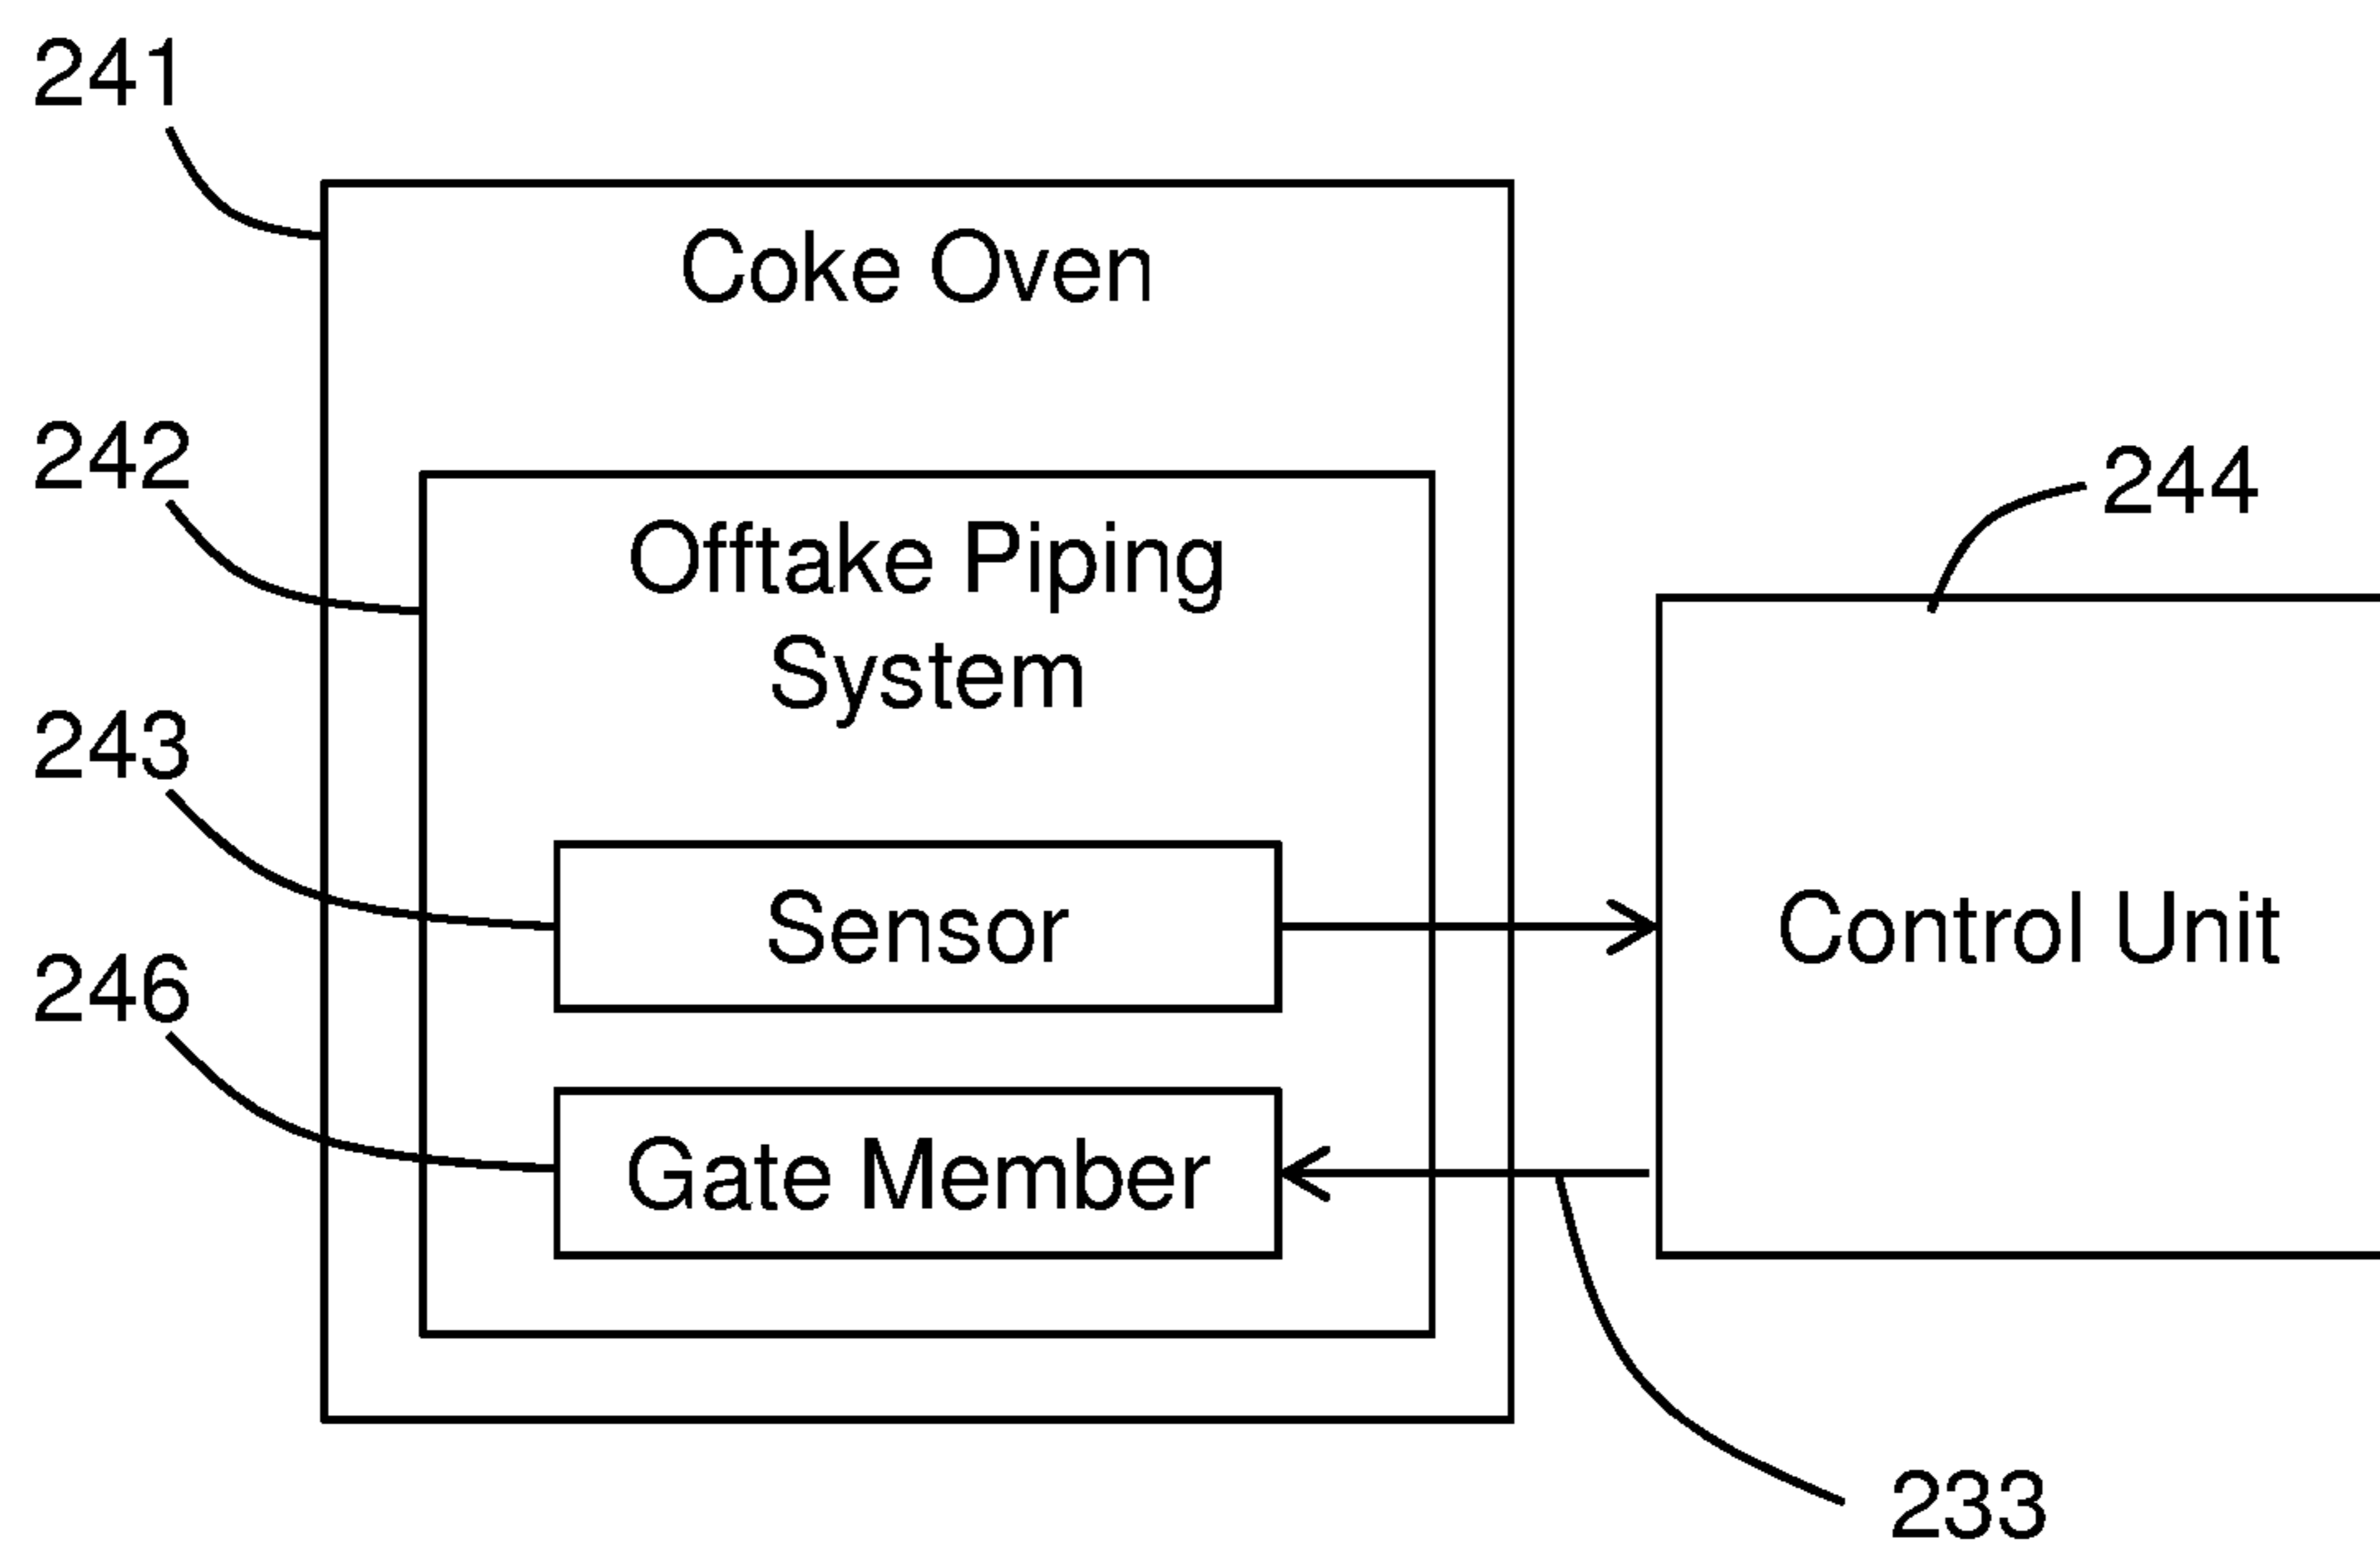 241
Coke Oven
242
Offtake Piping
System
244
243
Sensor
Control Unit
246
Gate Member
233